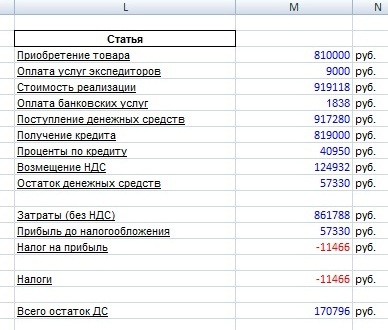 L M N
Статья
Приобретение товара 810000 руб.
Оплата услуг экспедиторов 9000 руб.
Стоимость реализации 919118 руб.
Оплата банковских услуг 1838 руб.
Поступление денежных средств 917280 руб.
Получение кредита 819000 руб.
Проценты по кредиту 40950 руб.
Возмещение НДС 124932 руб.
Остаток денежных средств 57330 руб.
Затраты (без НДС) 861788 руб.
Прибыль до налогообложения 57330 руб.
Налог на прибыль -11466 руб.
Налоги -11466 руб.
Всего остаток ДС 170796 руб.